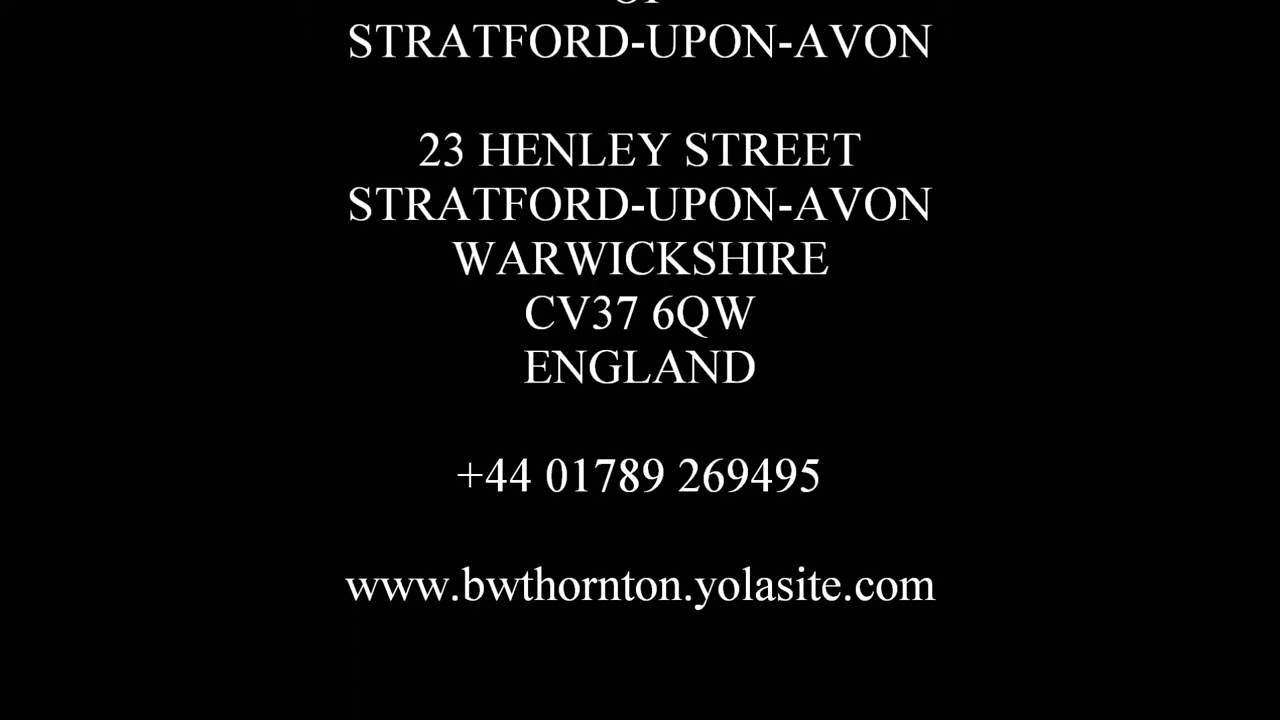 STRATFORD-UPON-AVON
23 HENLEY STREET
STRATFORD-UPON-AVON
WARWICKSHIRE
CV37 6QW
ENGLAND
+44 01789 269495
www.bwthornton.yolasite.com